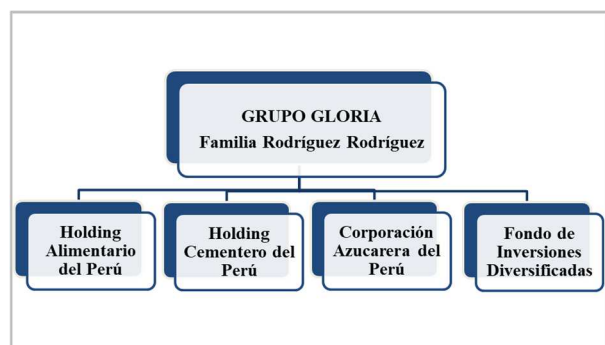 GRUPO GLORIA
Familia Rodríguez Rodríguez
Holding
Alimentario
del Perú
Holding
Cementero del
Perú
Corporación
Azucarera del
Perú
Fondo de
Inversiones
Diversificadas